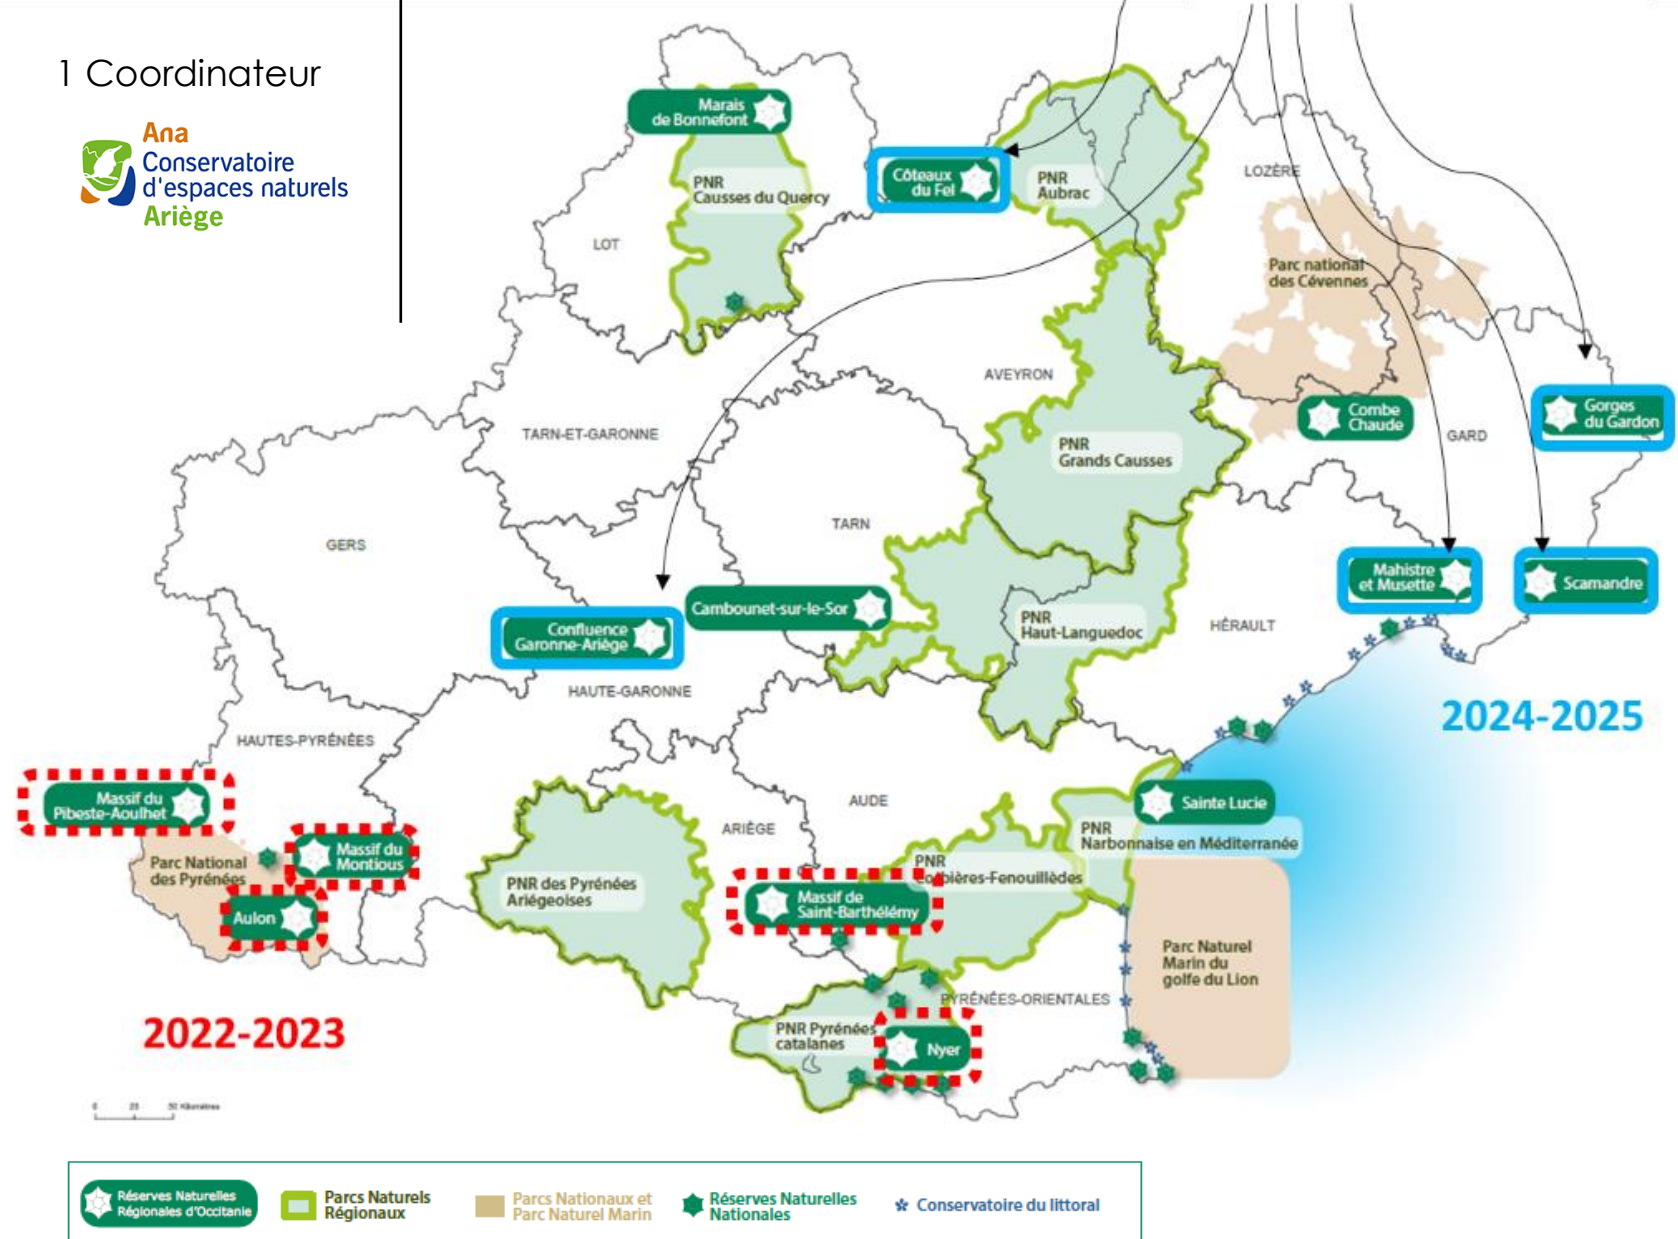 1 Coordinateur
Ana
Conservatoire
d'espaces naturels
Ariège
Marais
de Bonnefont
PNR
Causses du Quercy
LOT
Côteaux
du Fel
PNR
Aubrac
LOZÈRE
Parc national
des Cévennes
AVEYRON
TARN-ET-GARONNE
Combe
Chaude
GARD
Gorges
du Gardon
PNR
Grands Causses
TARN
GERS
Mahistre
et Musette
Scamandre
Cambounet-sur-le-Sor
Confluence
Garonne-Ariège
PNR
Haut-Languedoc
HÉRAULT
HAUTE-GARONNE
2024-2025
HAUTES-PYRÉNÉES
Massif du
Pibeste-Aoulhet
AUDE
Sainte Lucie
ARIÈGE
PNR
Narbonnaise en Méditerranée
Massif du
Montious
Parc National
des Pyrénées
PNR
Corbières-Fenouillèdes
PNR des Pyrénées
Ariégeoises
Massif de
Saint-Barthélémy
Aulon
Parc Naturel
Marin du
golfe du Lion
PYRÉNÉES-ORIENTALES
2022-2023
PNR Pyrénées
catalanes
Nyer
0 25 50 Kilomètres
Réserves Naturelles
Régionales d'Occitanie
Parcs Naturels
Régionaux
Parcs Nationaux et
Parc Naturel Marin
Réserves Naturelles
Nationales
Conservatoire du littoral